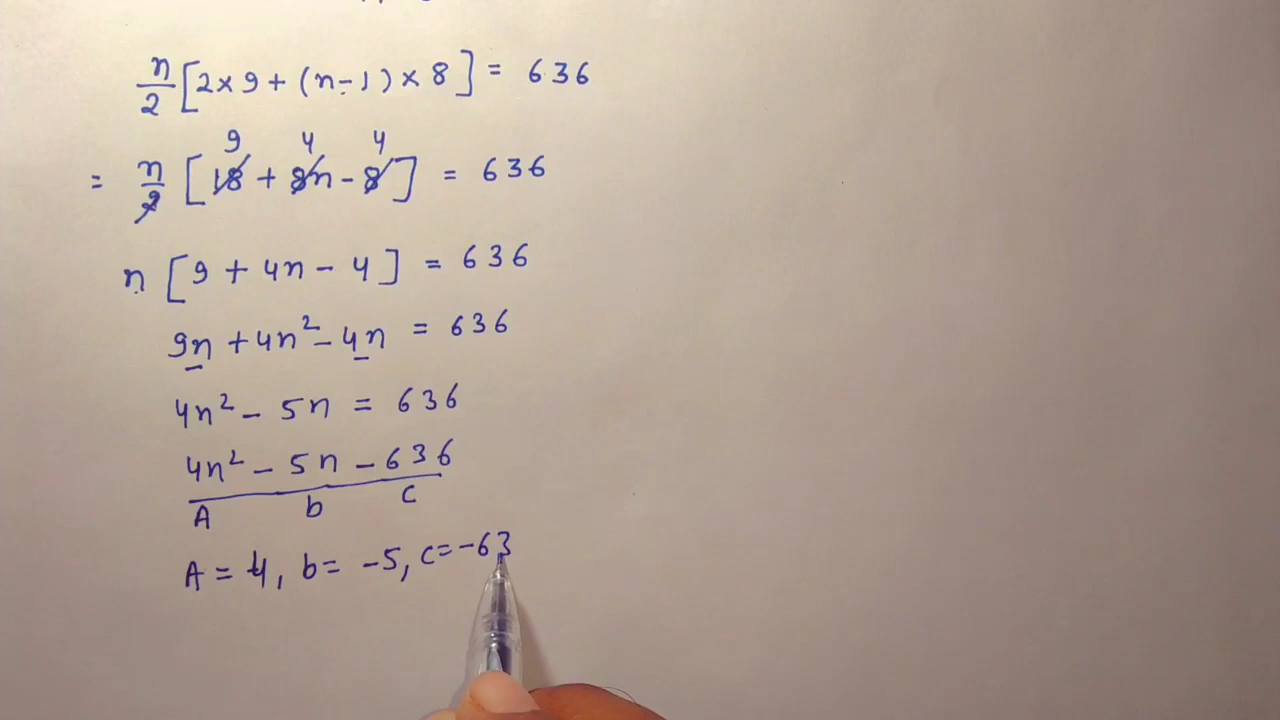 n/2 [2×9+(n-1)×8] = 636
9 4 4
= n/2 [18 + 8n - 8] = 636
n [9 + 4n - 4] = 636
9n + 4n² - 4n = 636
4n² - 5n = 636
4n² - 5n - 636
A b c
A = 4, b = -5, c = -63